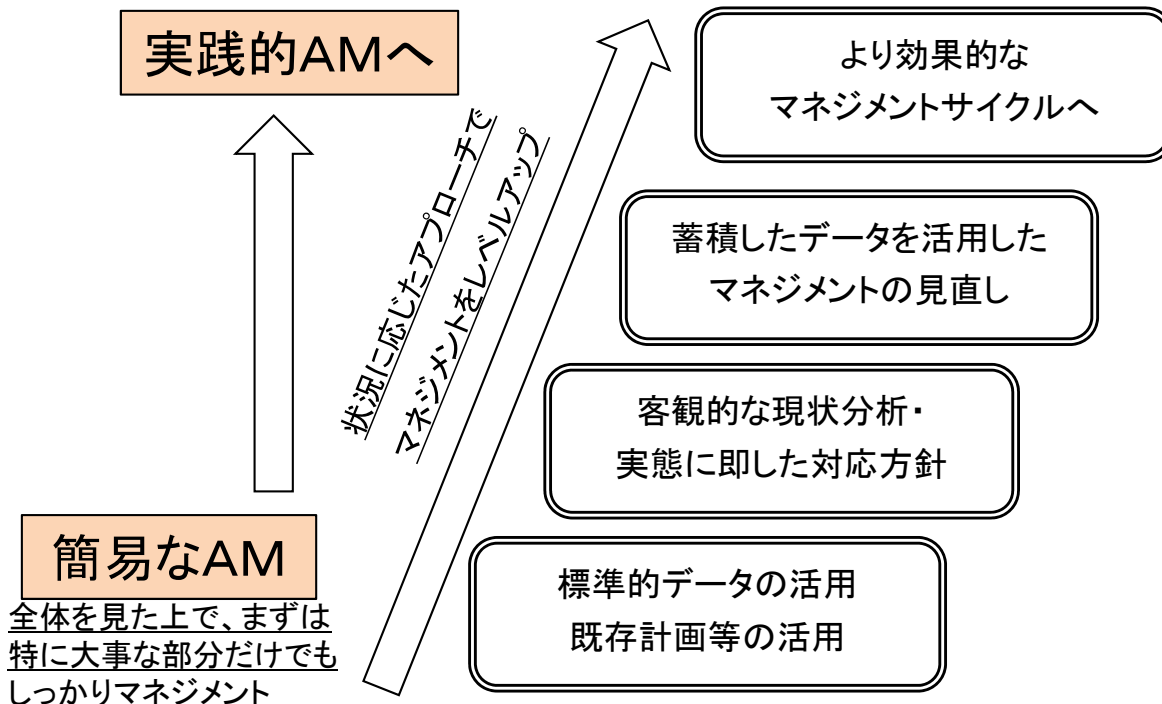 実践的AMへ
簡易なAM
全体を見た上で、まずは
特に大事な部分だけでも
しっかりマネジメント
状況に応じたアプローチで
マネジメントをレベルアップ
より効果的な
マネジメントサイクルへ
蓄積したデータを活用した
マネジメントの見直し
客観的な現状分析・
実態に即した対応方針
標準的データの活用
既存計画等の活用